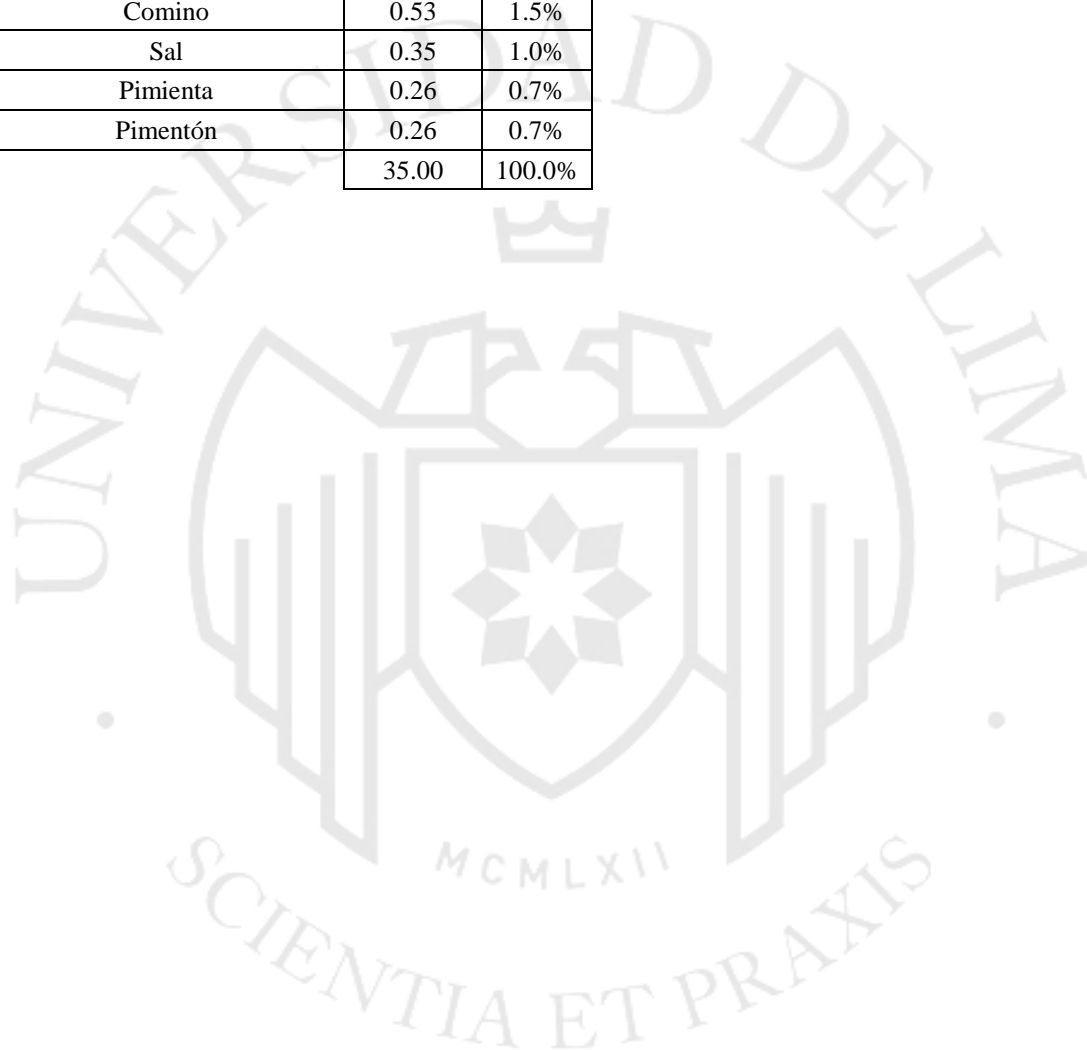 Comino 0.53 1.5%
Sal 0.35 1.0%
Pimienta 0.26 0.7%
Pimentón 0.26 0.7%
35.00 100.0%
UNIVERSIDAD DE LIMA
MCMLXII
SCIENTIA ET PRAXIS